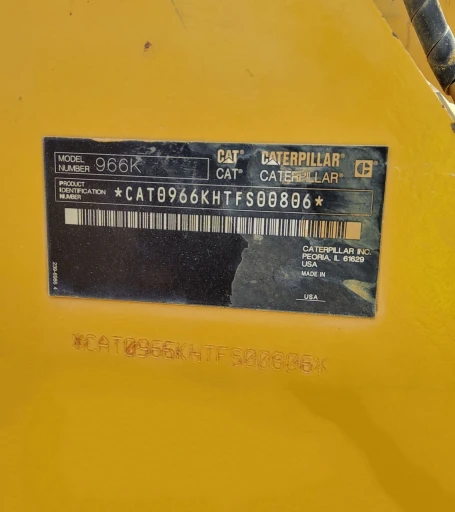 MODEL NUMBER 966K
CAT CATERPILLAR
CAT® CATERPILLAR®
PRODUCT IDENTIFICATION NUMBER *CAT0966KHTFS00806*
CATERPILLAR INC.
PEORIA, IL 61629
USA
MADE IN
USA
*CAT0966KHTFS00806*